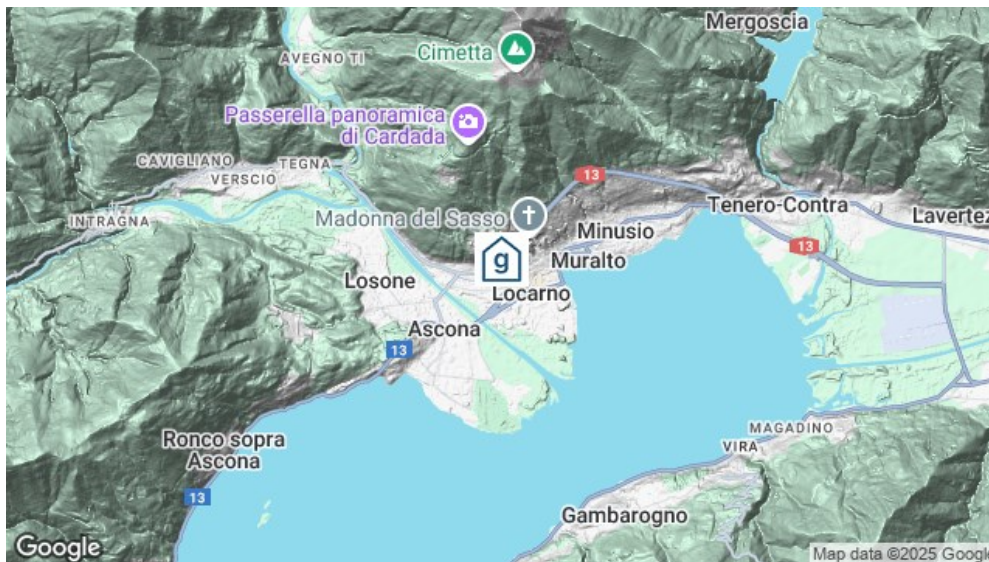 Mergoscia
Cimetta
AVEGNO TI
Passerella panoramica
di Cardada
CAVIGLIANO
TEGNA
VERSCIO
13
INTRAGNA
Madonna del Sasso
Tenero-Contra
Minusio
Lavertez
13
Muralto
g
Losone
Locarno
Ascona
13
Ronco sopra
Ascona
MAGADINO
VIRA
13
Gambarogno
Google
Map data ©2025 Google